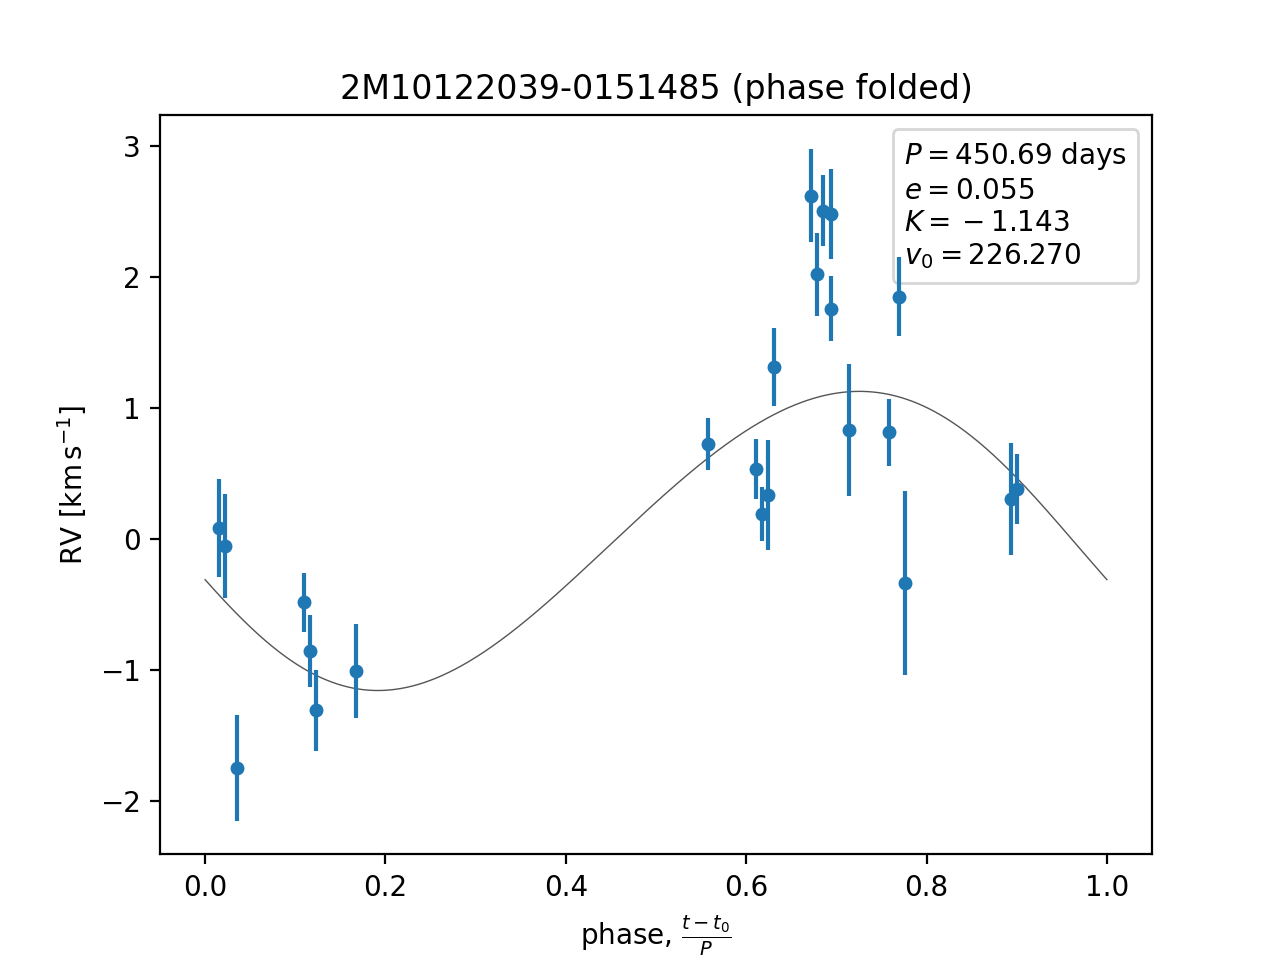 2M10122039-0151485 (phase folded)
P = 450.69 days
e = 0.055
K = −1.143
v₀ = 226.270
3
2
1
0
−1
−2
RV [km s⁻¹]
0.0 0.2 0.4 0.6 0.8 1.0
phase, (t − t₀)/P